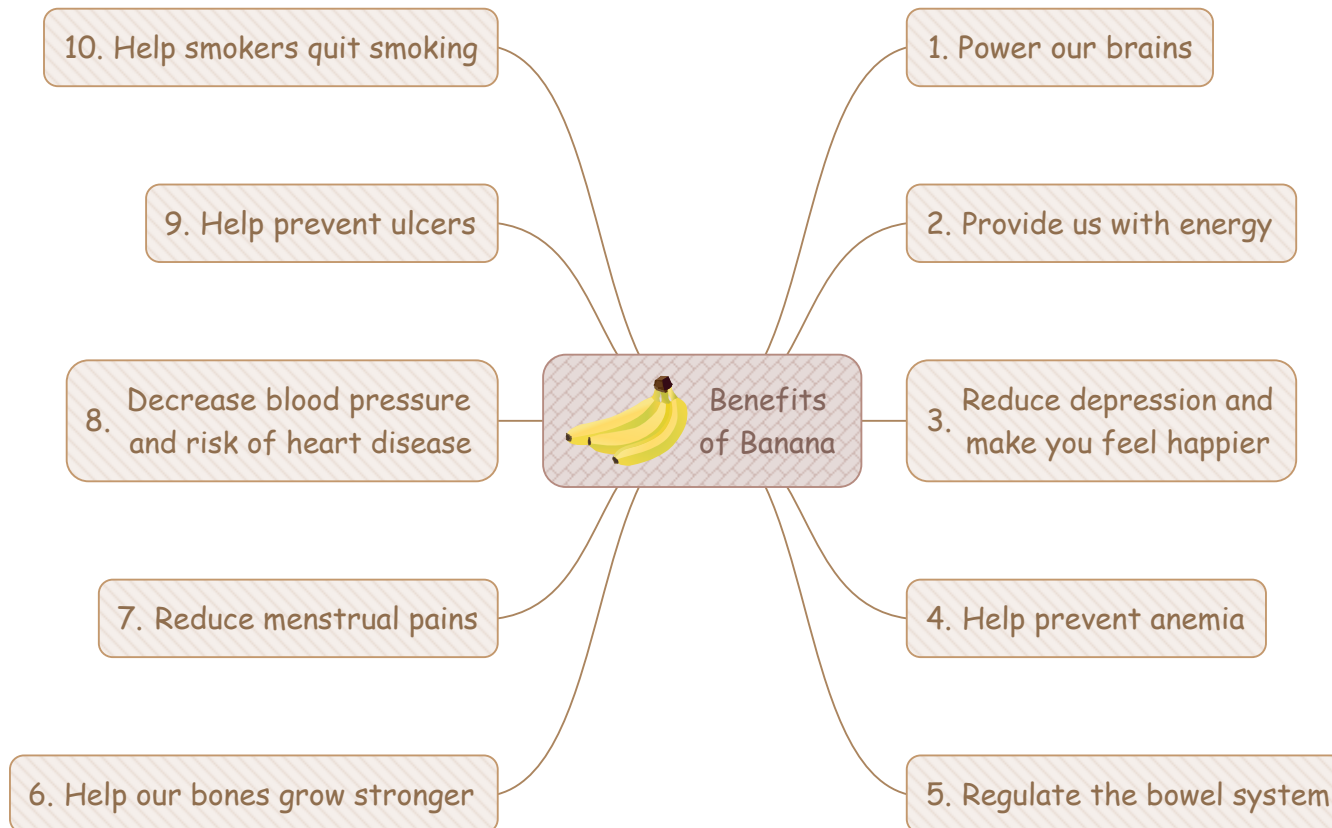 Benefits
of Banana
1. Power our brains
2. Provide us with energy
3. Reduce depression and
make you feel happier
4. Help prevent anemia
5. Regulate the bowel system
6. Help our bones grow stronger
7. Reduce menstrual pains
8. Decrease blood pressure
and risk of heart disease
9. Help prevent ulcers
10. Help smokers quit smoking